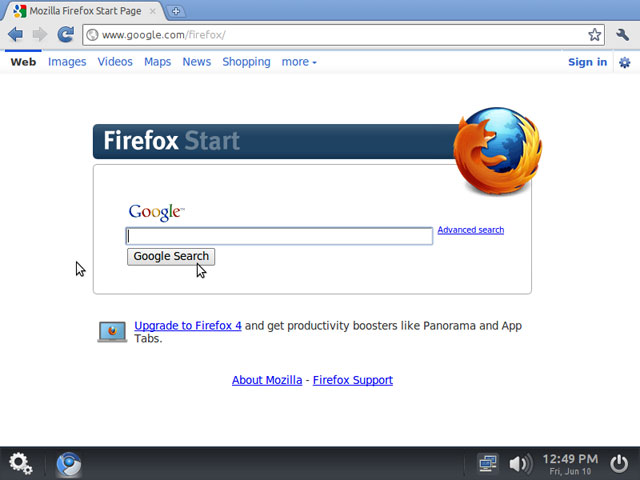 Mozilla Firefox Start Page
www.google.com/firefox/
Web Images Videos Maps News Shopping more Sign in
Firefox Start
Google™
Advanced search
Google Search
Upgrade to Firefox 4 and get productivity boosters like Panorama and App
Tabs.
About Mozilla - Firefox Support
12:49 PM
Fri, Jun 10